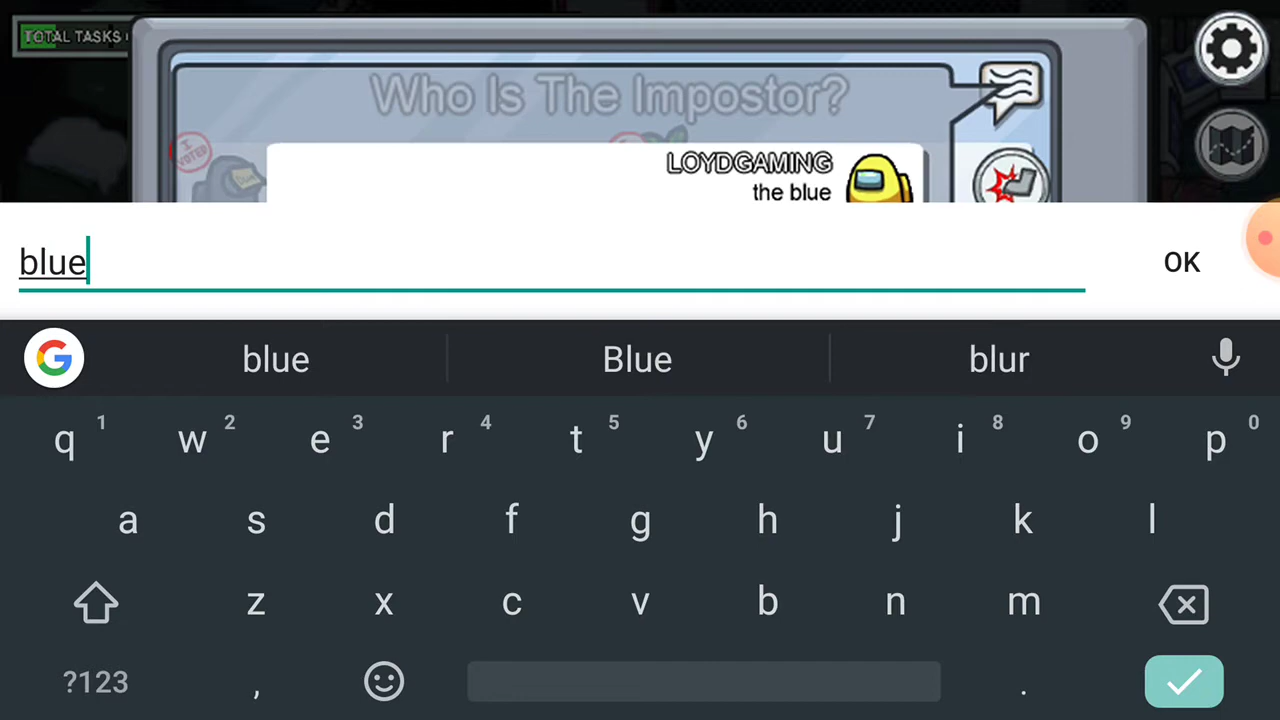 TOTAL TASKS
Who Is The Impostor?
I VOTED
LOYDGAMING
the blue
blue
OK
blue Blue blur
q 1 w 2 e 3 r 4 t 5 y 6 u 7 i 8 o 9 p 0
a s d f g h j k l
z x c v b n m
?123 , .